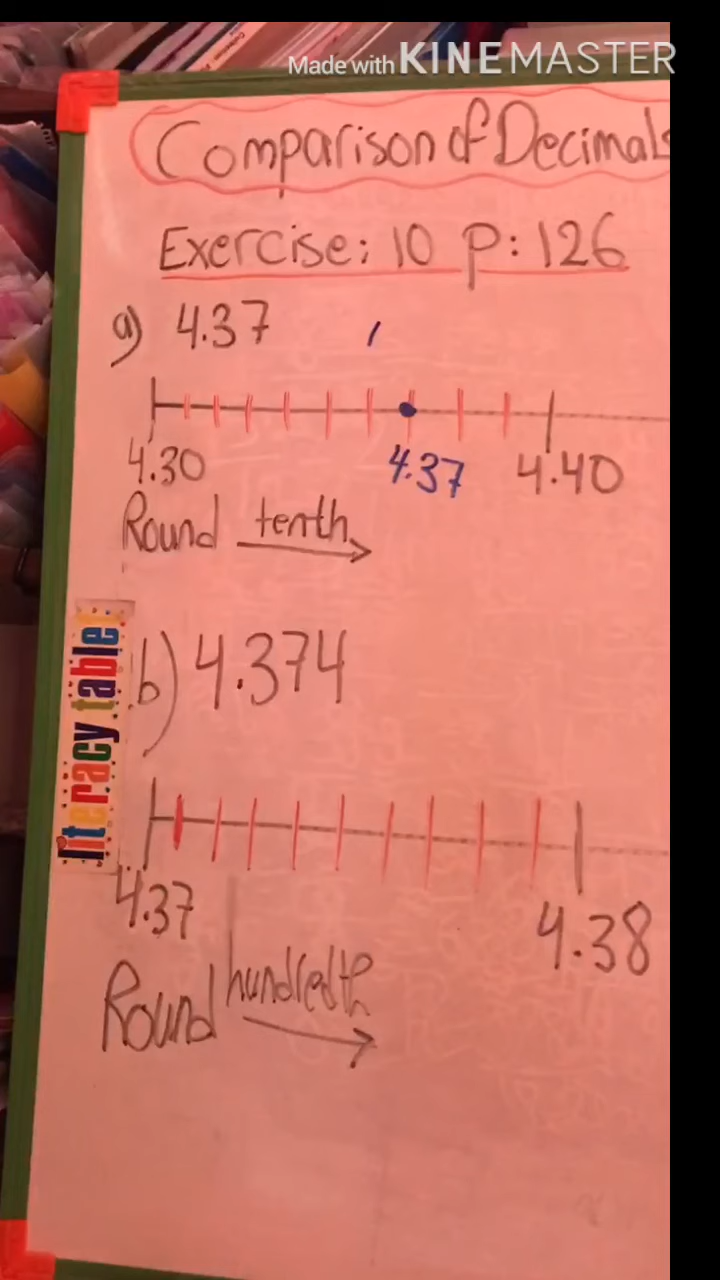 Made with KINEMASTER
Comparison of Decimals
Exercise: 10 p: 126
a) 4.37
4.30 4.37 4.40
Round tenth
b) 4.374
literacy table
4.37 4.38
Round hundredth